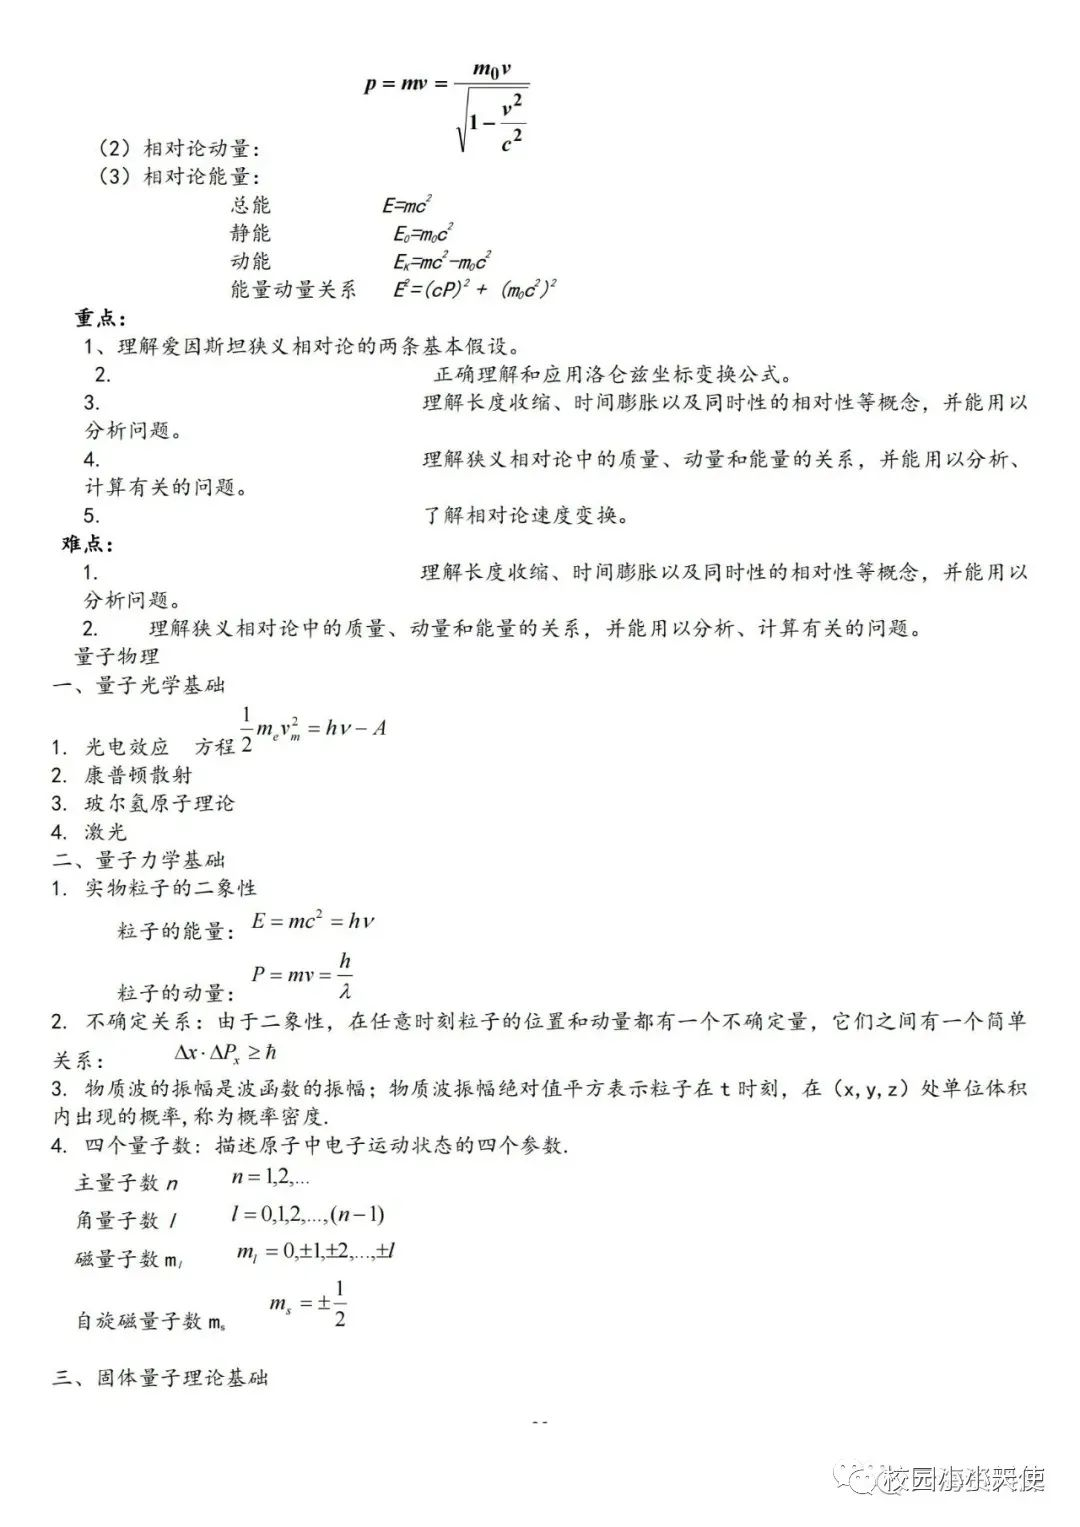 p = mv = m₀v / √(1 − v²/c²)
（2）相对论动量：
（3）相对论能量：
总能 E=mc²
静能 E₀=m₀c²
动能 Eₖ=mc²-m₀c²
能量动量关系 E²=(cP)² + (m₀c²)²
重点：
1、理解爱因斯坦狭义相对论的两条基本假设。
2. 正确理解和应用洛仑兹坐标变换公式。
3. 理解长度收缩、时间膨胀以及同时性的相对性等概念，并能用以
分析问题。
4. 理解狭义相对论中的质量、动量和能量的关系，并能用以分析、
计算有关的问题。
5. 了解相对论速度变换。
难点：
1. 理解长度收缩、时间膨胀以及同时性的相对性等概念，并能用以
分析问题。
2. 理解狭义相对论中的质量、动量和能量的关系，并能用以分析、计算有关的问题。
量子物理
一、量子光学基础
1. 光电效应 方程 1/2 mₑvₘ² = hν − A
2. 康普顿散射
3. 玻尔氢原子理论
4. 激光
二、量子力学基础
1. 实物粒子的二象性
粒子的能量： E = mc² = hν
粒子的动量： P = mv = h/λ
2. 不确定关系：由于二象性，在任意时刻粒子的位置和动量都有一个不确定量，它们之间有一个简单
关系： Δx·ΔPₓ ≥ ħ
3. 物质波的振幅是波函数的振幅；物质波振幅绝对值平方表示粒子在 t 时刻，在（x,y,z）处单位体积
内出现的概率,称为概率密度.
4. 四个量子数：描述原子中电子运动状态的四个参数.
主量子数 n n = 1,2,...
角量子数 l l = 0,1,2,...,(n − 1)
磁量子数 mₗ mₗ = 0,±1,±2,...,±l
自旋磁量子数 mₛ mₛ = ±1/2
三、固体量子理论基础
--